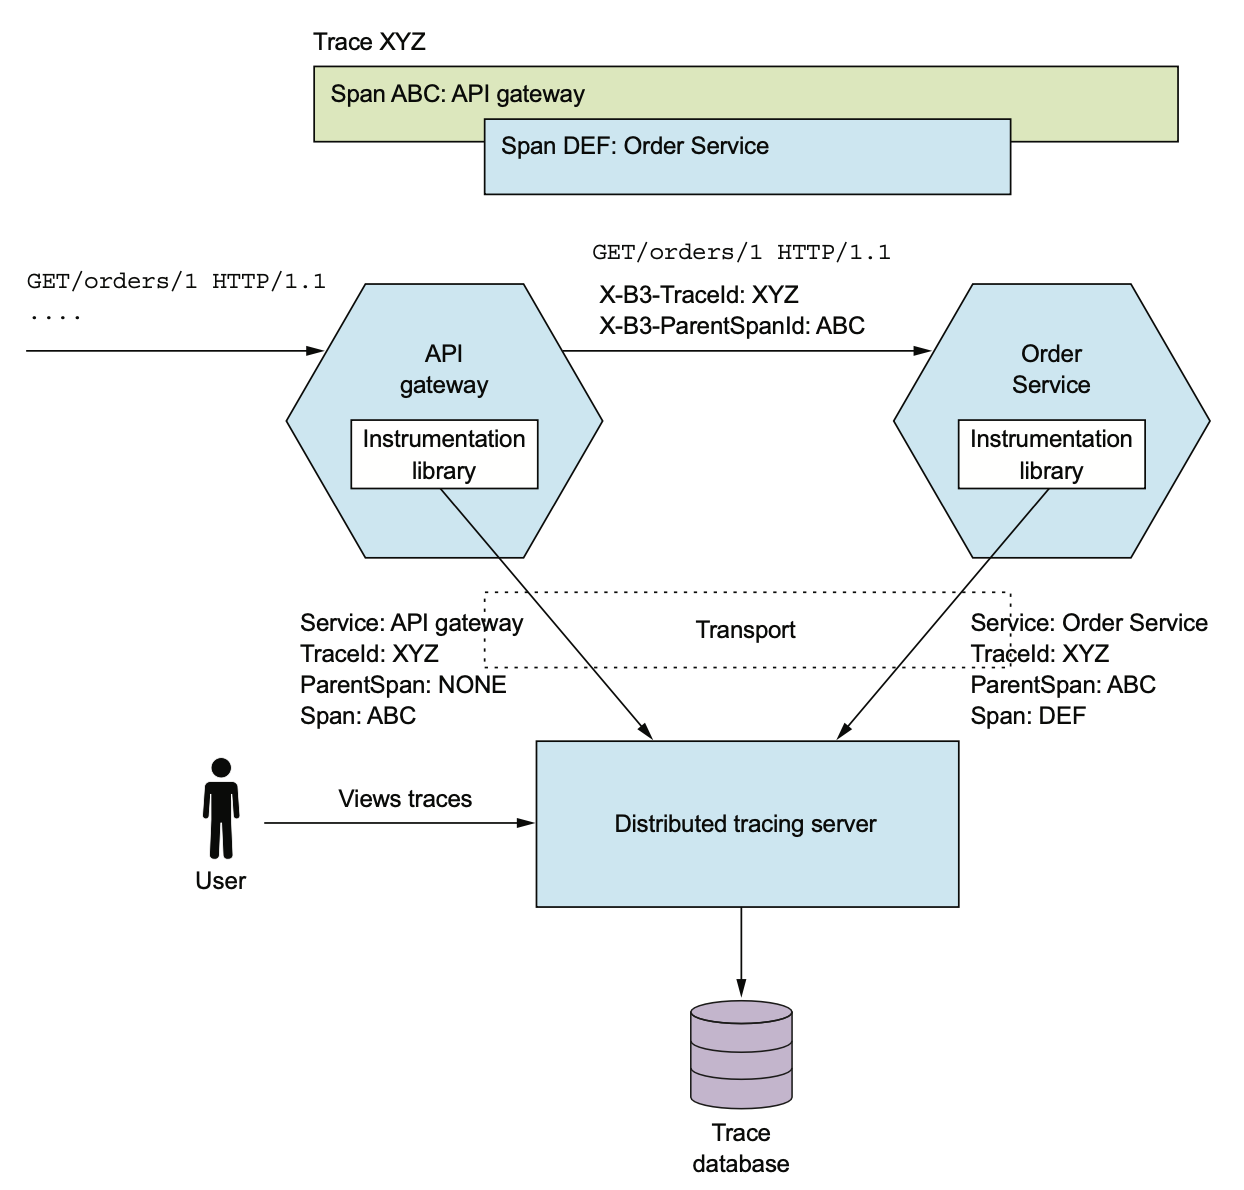 Trace XYZ
Span ABC: API gateway
Span DEF: Order Service
GET/orders/1 HTTP/1.1
....
GET/orders/1 HTTP/1.1
X-B3-TraceId: XYZ
X-B3-ParentSpanId: ABC
API
gateway
Instrumentation
library
Order
Service
Instrumentation
library
Service: API gateway
TraceId: XYZ
ParentSpan: NONE
Span: ABC
Transport
Service: Order Service
TraceId: XYZ
ParentSpan: ABC
Span: DEF
Views traces
User
Distributed tracing server
Trace
database